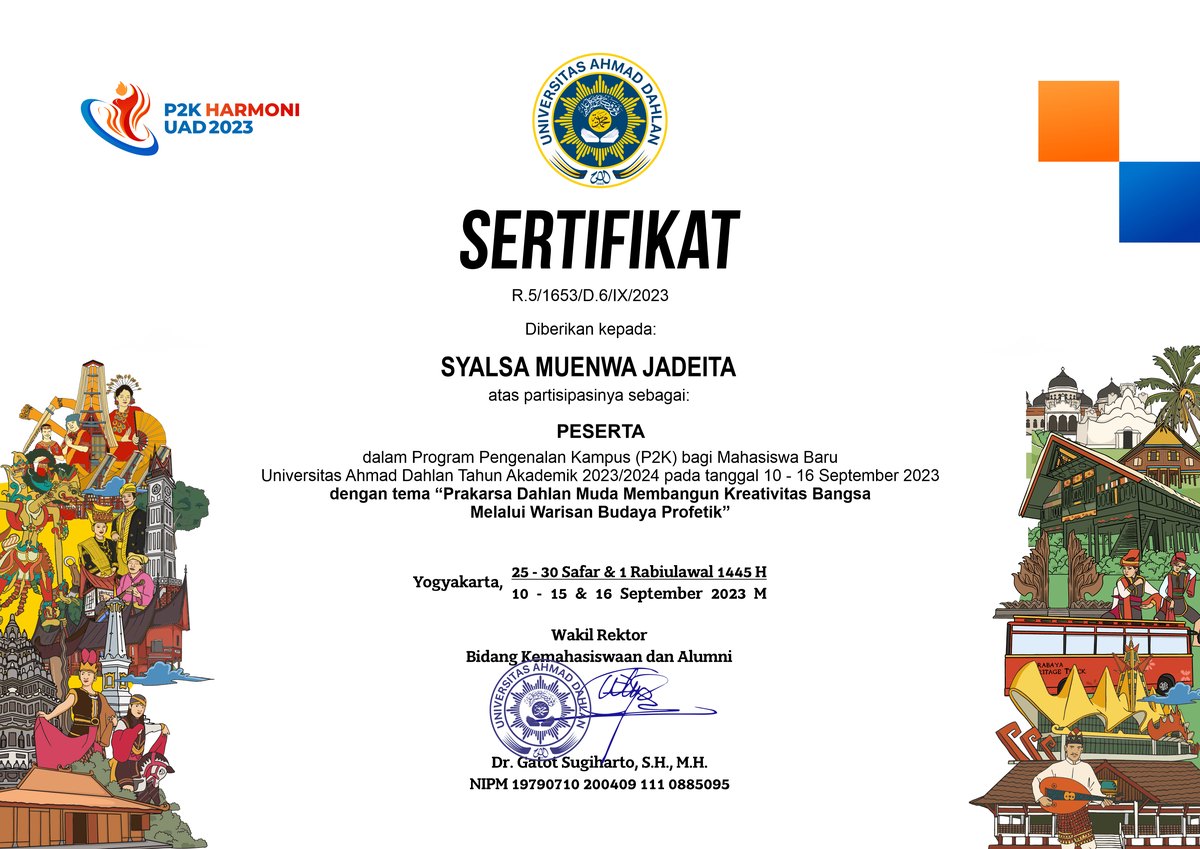 P2K HARMONI
UAD 2023
UNIVERSITAS AHMAD DAHLAN
SERTIFIKAT
R.5/1653/D.6/IX/2023
Diberikan kepada:
SYALSA MUENWA JADEITA
atas partisipasinya sebagai:
PESERTA
dalam Program Pengenalan Kampus (P2K) bagi Mahasiswa Baru
Universitas Ahmad Dahlan Tahun Akademik 2023/2024 pada tanggal 10 - 16 September 2023
dengan tema “Prakarsa Dahlan Muda Membangun Kreativitas Bangsa
Melalui Warisan Budaya Profetik”
Yogyakarta,
25 - 30 Safar & 1 Rabiulawal 1445 H
10 - 15 & 16 September 2023 M
Wakil Rektor
Bidang Kemahasiswaan dan Alumni
UNIVERSITAS AHMAD DAHLAN
Dr. Gatot Sugiharto, S.H., M.H.
NIPM 19790710 200409 111 0885095